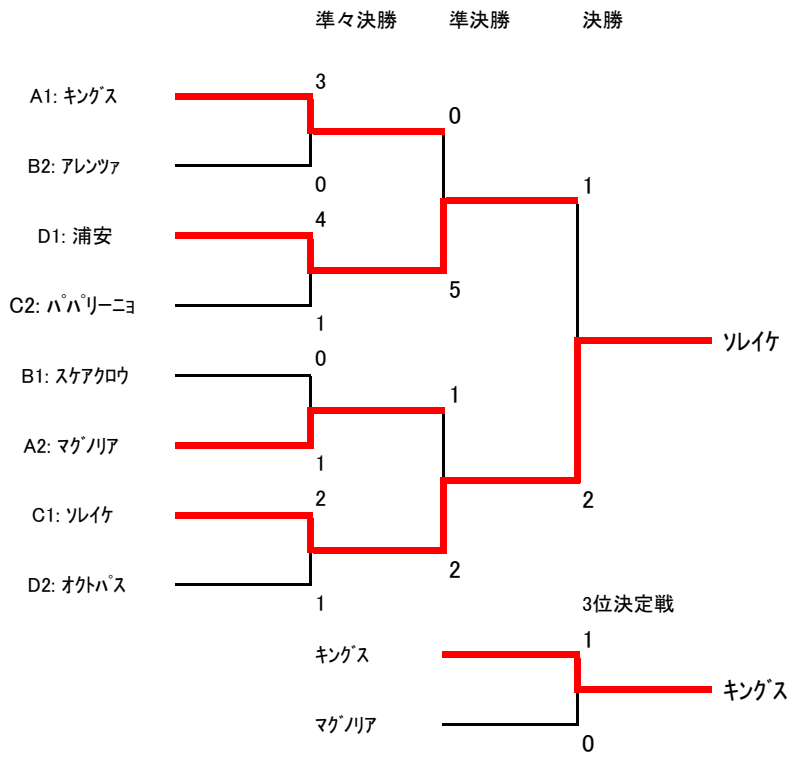 準々決勝 準決勝 決勝
3
A1: ｷﾝｸﾞｽ
0
B2: ｱﾚﾝﾂｧ
0
1
4
D1: 浦安
5
C2: ﾊﾟﾊﾟﾘｰﾆｮ
1
ｿﾚｲｹ
0
B1: ｽｹｱｸﾛｳ
1
A2: ﾏｸﾞﾉﾘｱ
1
2
2
C1: ｿﾚｲｹ
2
D2: ｵｸﾄﾊﾟｽ
1
3位決定戦
1
ｷﾝｸﾞｽ
ｷﾝｸﾞｽ
ﾏｸﾞﾉﾘｱ
0